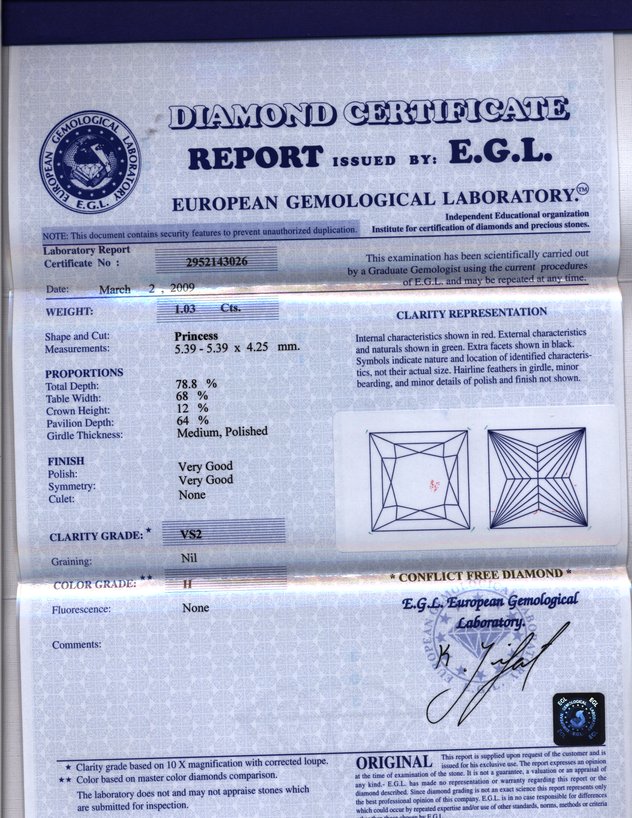 DIAMOND CERTIFICATE
REPORT ISSUED BY: E.G.L.
EUROPEAN GEMOLOGICAL LABORATORY.™
EUROPEAN GEMOLOGICAL LABORATORY
E.G.L.
Independent Educational organization
Institute for certification of diamonds and precious stones.
NOTE: This document contains security features to prevent unauthorized duplication.
Laboratory Report
Certificate No : 2952143026
Date: March 2 , 2009
WEIGHT: 1.03 Cts.
Shape and Cut: Princess
Measurements: 5.39 - 5.39 x 4.25 mm.
PROPORTIONS
Total Depth: 78.8 %
Table Width: 68 %
Crown Height: 12 %
Pavilion Depth: 64 %
Girdle Thickness: Medium, Polished
FINISH
Polish: Very Good
Symmetry: Very Good
Culet: None
CLARITY GRADE:* VS2
Graining: Nil
COLOR GRADE:** H
Fluorescence: None
Comments:
This examination has been scientifically carried out
by a Graduate Gemologist using the current procedures
of E.G.L. and may be repeated at any time.
CLARITY REPRESENTATION
Internal characteristics shown in red. External characteristics
and naturals shown in green. Extra facets shown in black.
Symbols indicate nature and location of identified characteris-
tics, not their actual size. Hairline feathers in girdle, minor
bearding, and minor details of polish and finish not shown.
* CONFLICT FREE DIAMOND *
E.G.L. European Gemological
Laboratory.
EGL EGL
EGL EGL
* Clarity grade based on 10 X magnification with corrected loupe.
** Color based on master color diamonds comparison.
The laboratory does not and may not appraise stones which
are submitted for inspection.
ORIGINAL This report is supplied upon request of the customer and is
issued for his exclusive use. The report expresses an opinion
at the time of examination of the stone. It is not a guarantee, a valuation or an appraisal of
any kind.- E.G.L. has made no representation or warranty regarding this report or the
diamond described. Since diamond grading is not an exact science this report represents only
the best professional opinion of this company. E.G.L. is in no case responsible for differences
which could occur by repeated expertise and/or use of other standards, norms, methods or criteria